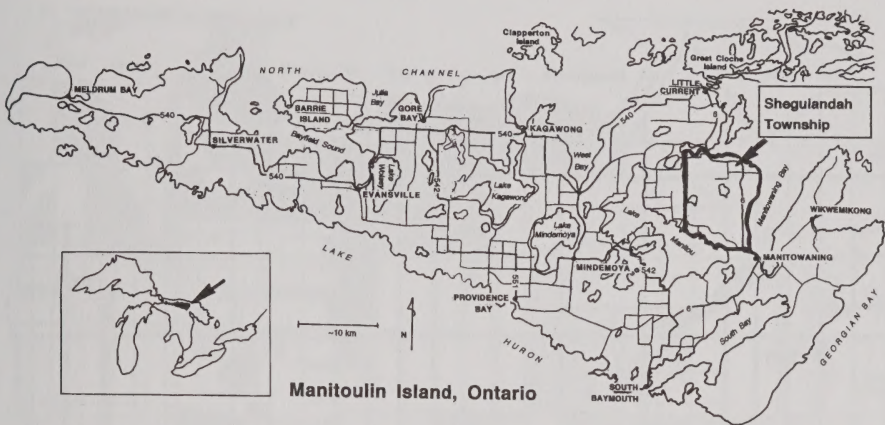 Clapperton
Island
Great Cloche
Island
NORTH CHANNEL
MELDRUM BAY
Julia
Bay
BARRIE
ISLAND
GORE
BAY
LITTLE
CURRENT
540
540
KAGAWONG
540
6
Sheguiandah
Township
SILVERWATER
Bayfield Sound
West
Bay
540
Lake
Wolsey
EVANSVILLE
542
Lake
Kagawong
Lake
Mindemoya
Lake
Manitou
6
Manitowaning Bay
WIKWEMIKONG
LAKE
HURON
MINDEMOYA
542
MANITOWANING
551
PROVIDENCE
BAY
6
South Bay
GEORGIAN BAY
~10 km
N
SOUTH
BAYMOUTH
Manitoulin Island, Ontario